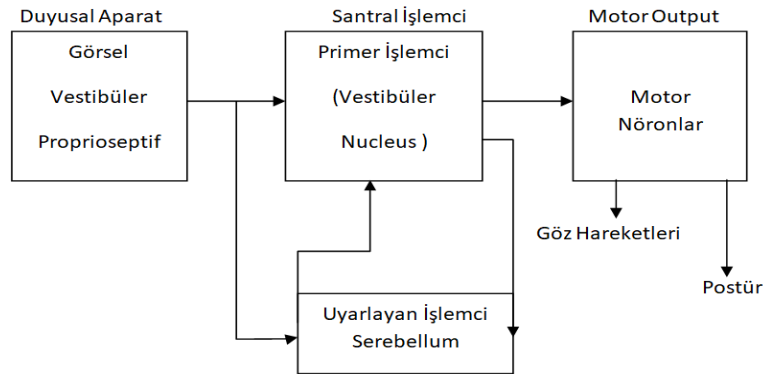 Duyusal Aparat
Görsel
Vestibüler
Proprioseptif
Santral İşlemci
Primer İşlemci
(Vestibüler
Nucleus )
Motor Output
Motor
Nöronlar
Göz Hareketleri
Postür
Uyarlayan İşlemci
Serebellum